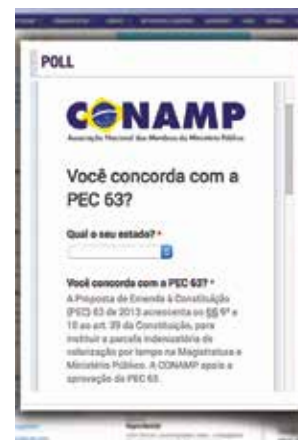 POLL
CONAMP
Associação Nacional dos Membros do Ministério Público
Você concorda com a
PEC 63?
Qual o seu estado? *
Você concorda com a PEC 63? *
A Proposta de Emenda à Constituição
(PEC) 63 de 2013 acrescenta os §§ 9º e
10 ao art. 39 da Constituição, para
instituir a parcela indenizatória de
valorização por tempo na Magistratura e
Ministério Público. A CONAMP apoia a
aprovação da PEC 63.